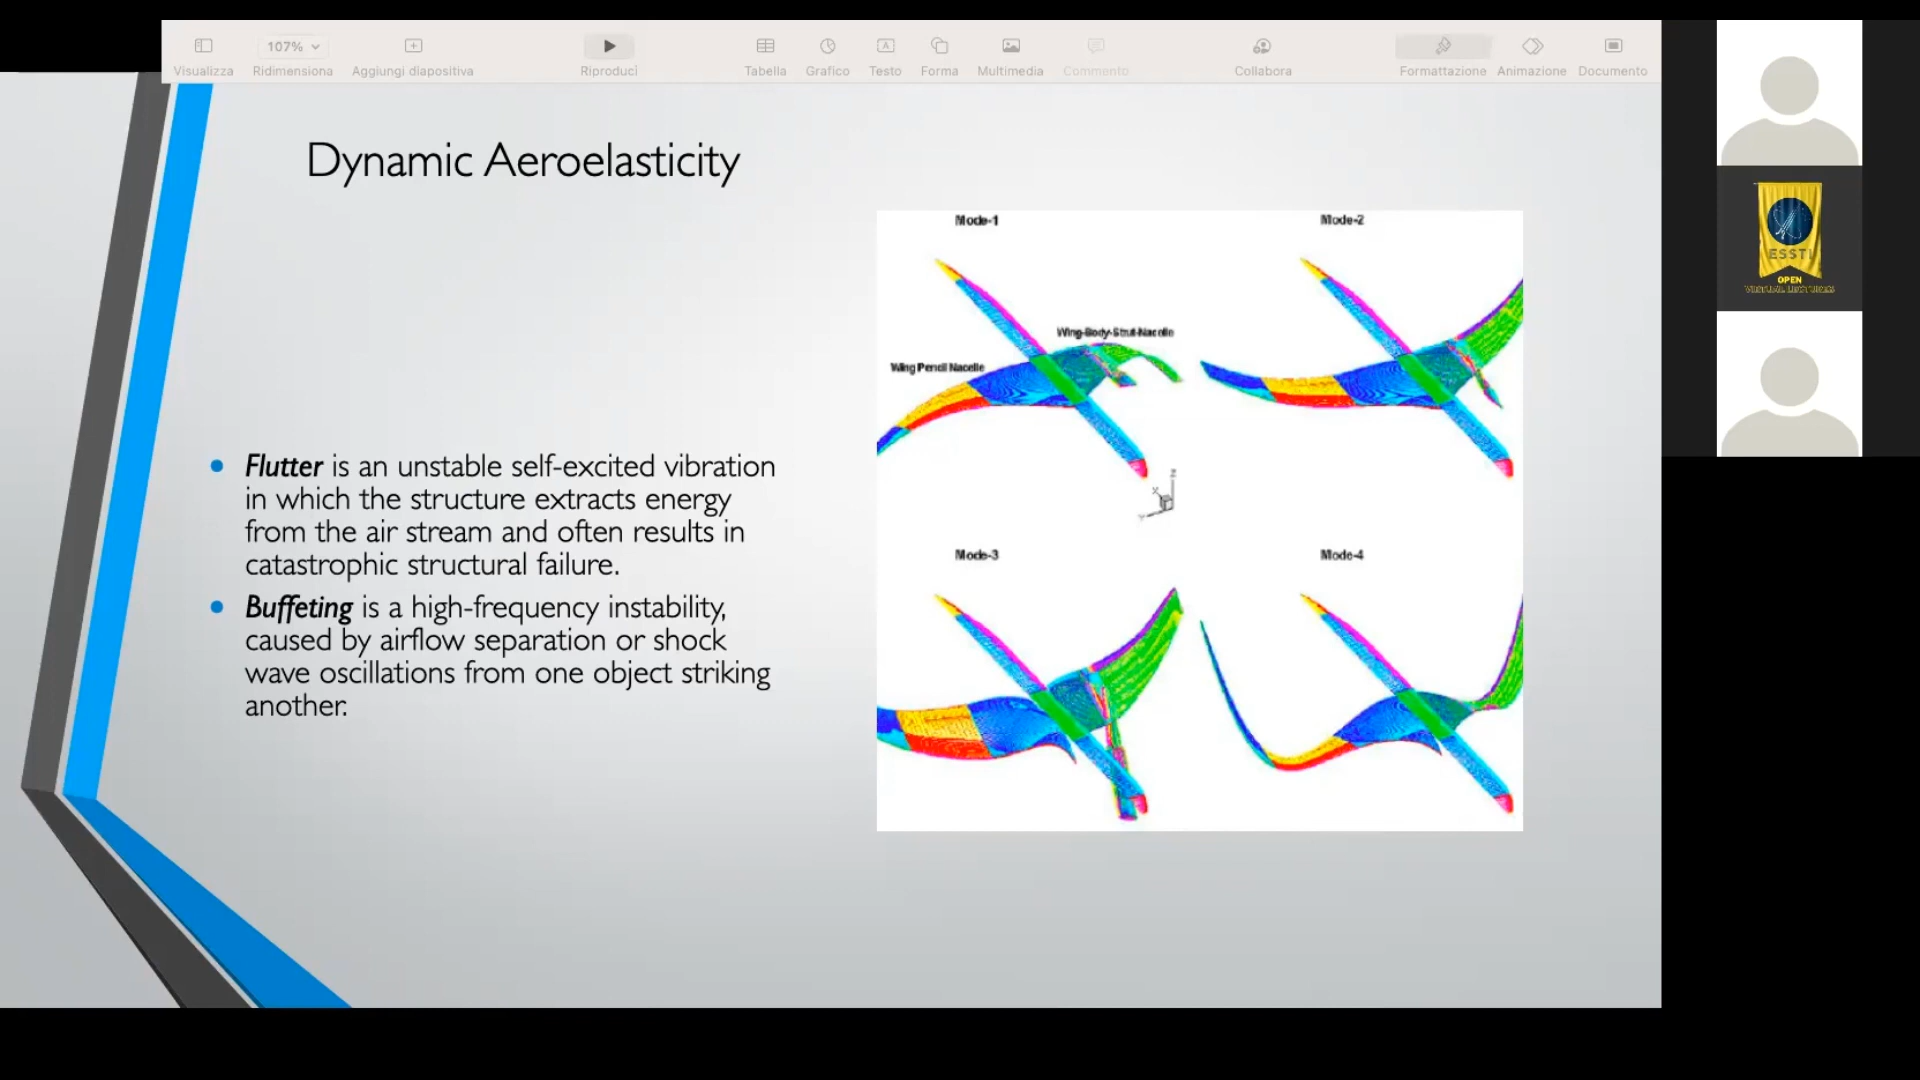 107%
Visualizza Ridimensiona Aggiungi diapositiva Riproduci Tabella Grafico Testo Forma Multimedia Commento Collabora Formattazione Animazione Documento
Dynamic Aeroelasticity
Flutter is an unstable self-excited vibration
in which the structure extracts energy
from the air stream and often results in
catastrophic structural failure.
Buffeting is a high-frequency instability,
caused by airflow separation or shock
wave oscillations from one object striking
another.
Mode-1
Mode-2
Wing-Body-Strut-Nacelle
Wing Pencil Nacelle
Z
X
Y
Mode-3
Mode-4
ESSTI
OPEN
VIRTUAL LECTURES